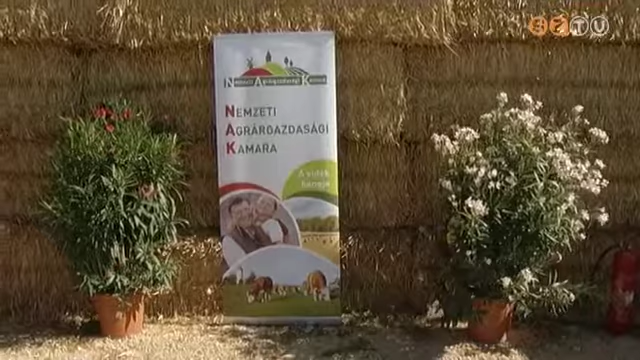 Nemzeti Agrárgazdasági Kamara
NEMZETI
AGRÁRGAZDASÁGI
KAMARA
A vidék
hangja